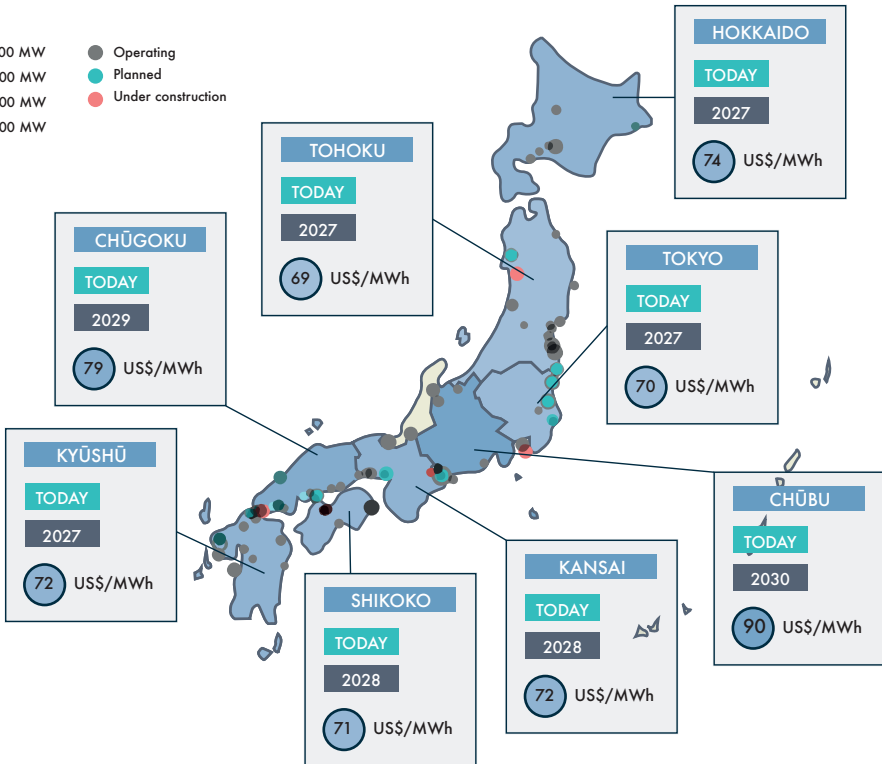 00 MW
00 MW
00 MW
00 MW
Operating
Planned
Under construction
HOKKAIDO
TODAY
2027
74 US$/MWh
TOHOKU
TODAY
2027
69 US$/MWh
CHŪGOKU
TODAY
2029
79 US$/MWh
TOKYO
TODAY
2027
70 US$/MWh
KYŪSHŪ
TODAY
2027
72 US$/MWh
CHŪBU
TODAY
2030
90 US$/MWh
KANSAI
TODAY
2028
72 US$/MWh
SHIKOKO
TODAY
2028
71 US$/MWh